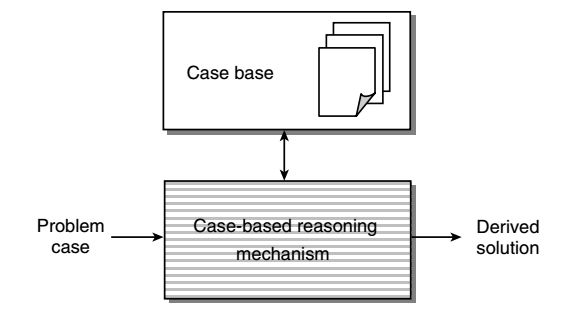 Case base
Case-based reasoning
mechanism
Problem
case
Derived
solution